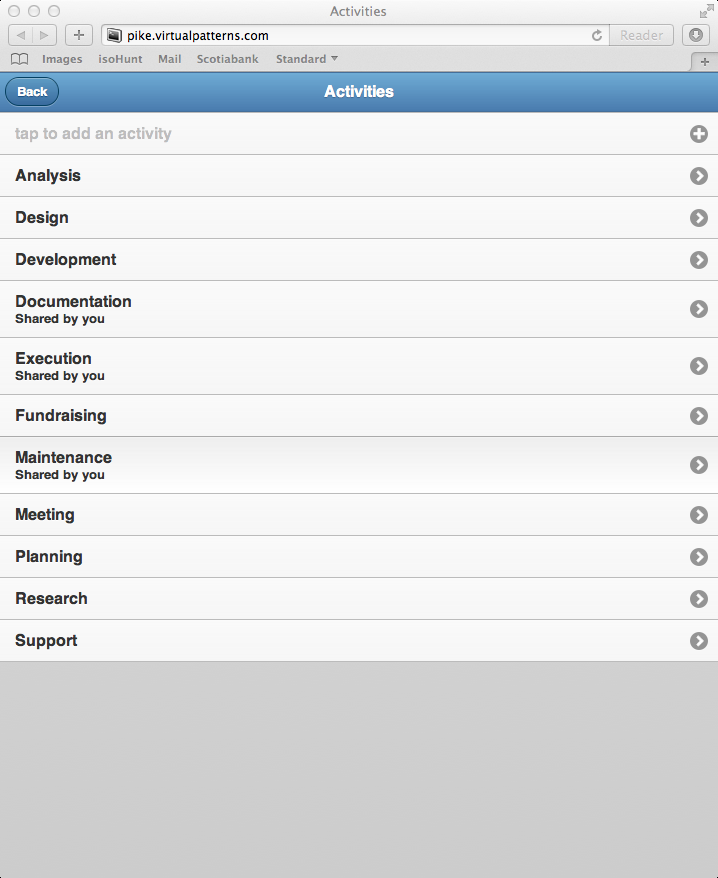 Activities
pike.virtualpatterns.com
Reader
Images isoHunt Mail Scotiabank Standard
Back
Activities
tap to add an activity
Analysis
Design
Development
Documentation
Shared by you
Execution
Shared by you
Fundraising
Maintenance
Shared by you
Meeting
Planning
Research
Support